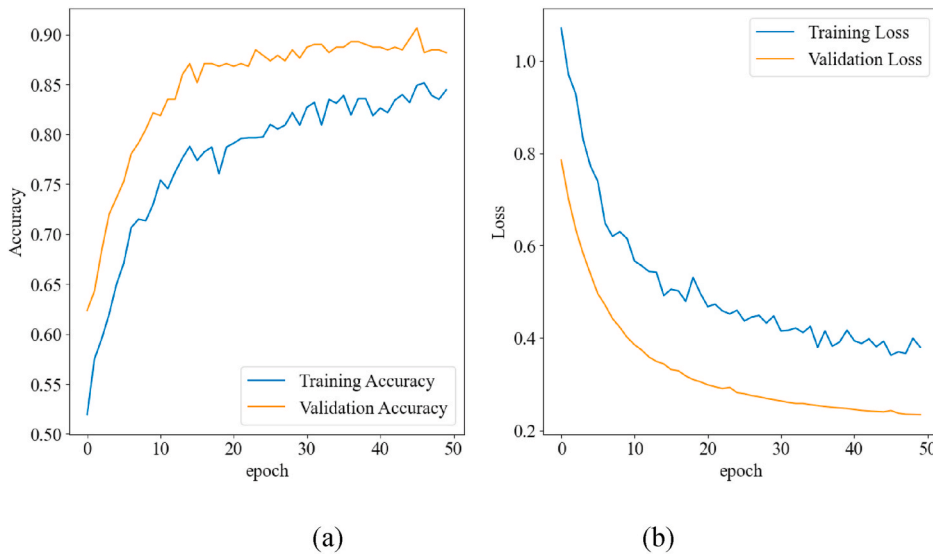 0.90
0.85
0.80
0.75
0.70
0.65
0.60
0.55
0.50
Accuracy
Training Accuracy
Validation Accuracy
0 10 20 30 40 50
epoch
(a)
1.0
0.8
0.6
0.4
0.2
Loss
Training Loss
Validation Loss
0 10 20 30 40 50
epoch
(b)